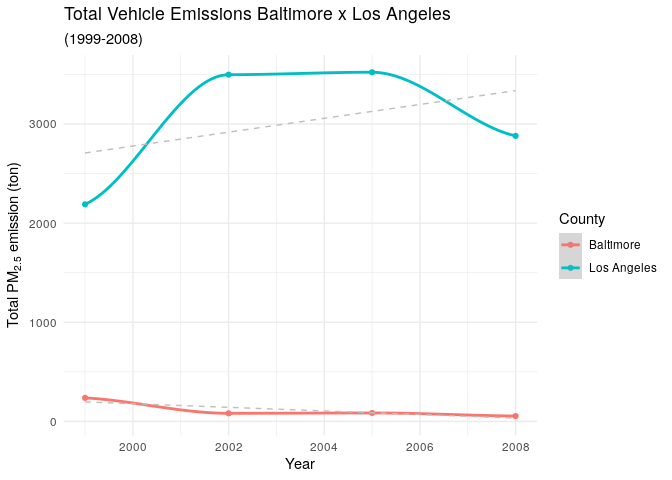 Total Vehicle Emissions Baltimore x Los Angeles
(1999-2008)
3000
2000
1000
0
Total PM2.5 emission (ton)
2000 2002 2004 2006 2008
Year
County
Baltimore
Los Angeles